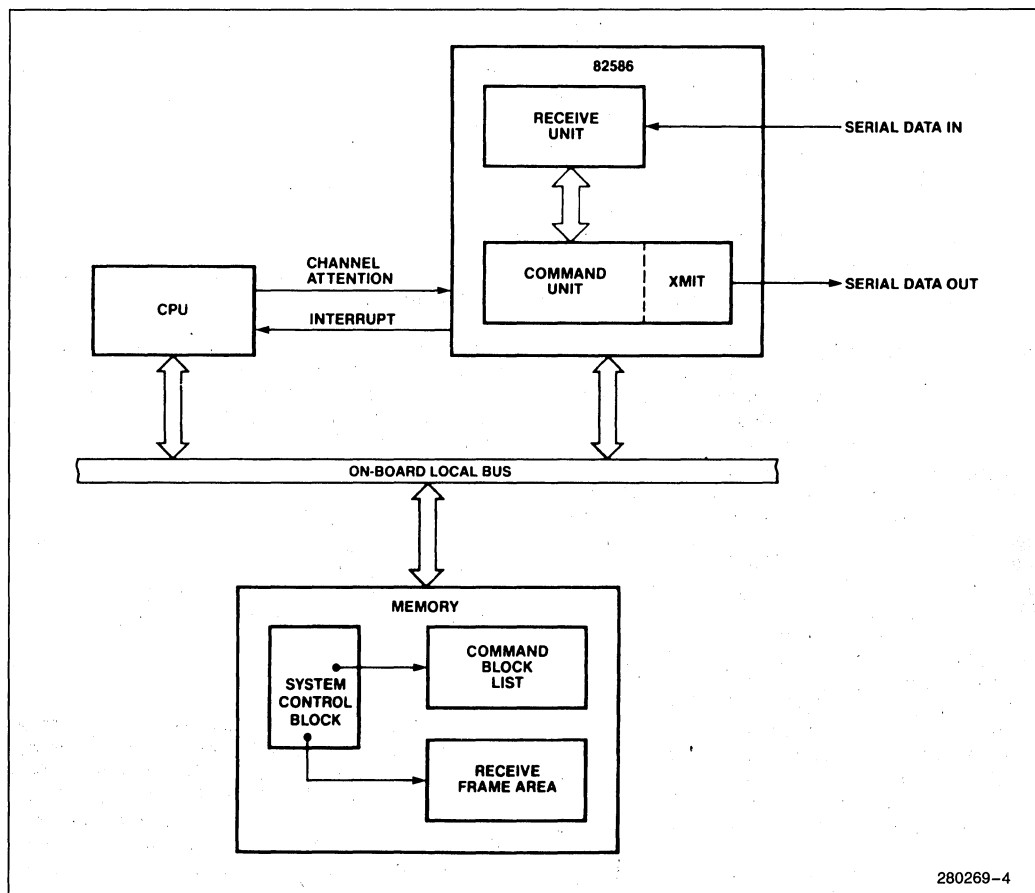 82586
RECEIVE
UNIT
SERIAL DATA IN
COMMAND
UNIT
XMIT
SERIAL DATA OUT
CHANNEL
ATTENTION
CPU
INTERRUPT
ON-BOARD LOCAL BUS
MEMORY
SYSTEM
CONTROL
BLOCK
COMMAND
BLOCK
LIST
RECEIVE
FRAME AREA
280269–4